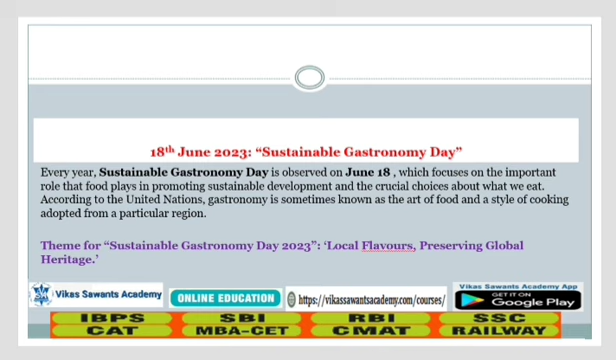 18th June 2023: “Sustainable Gastronomy Day”
Every year, Sustainable Gastronomy Day is observed on June 18 , which focuses on the important
role that food plays in promoting sustainable development and the crucial choices about what we eat.
According to the United Nations, gastronomy is sometimes known as the art of food and a style of cooking
adopted from a particular region.
Theme for “Sustainable Gastronomy Day 2023”: ‘Local Flavours, Preserving Global
Heritage.’
Vikas Sawants Academy
ONLINE EDUCATION
https://vikassawantsacademy.com/courses/
Vikas Sawants Academy App
GET IT ON
Google Play
IBPS SBI RBI SSC
CAT MBA-CET CMAT RAILWAY